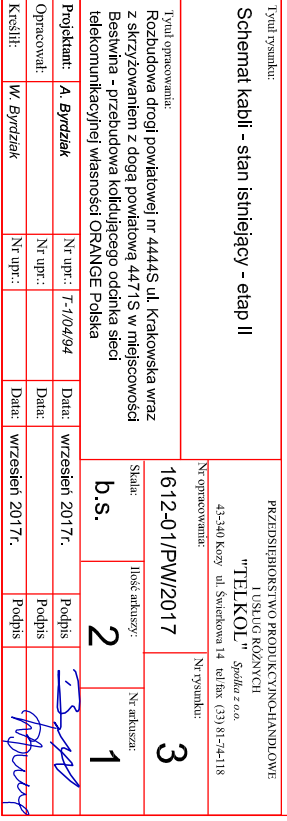 Tytuł rysunku:
Schemat kabli - stan istniejący - etap II
PRZEDSIĘBIORSTWO PRODUKCYJNO-HANDLOWE
I USŁUG RÓŻNYCH
"TELKOL" Spółka z o.o.
43-340 Kozy ul. Świerkowa 14 tel/fax (33) 81-74-118
Tytuł opracowania:
Rozbudowa drogi powiatowej nr 4444S ul. Krakowska wraz
z skrzyżowaniem z dogą powiatową 4471S w miejscowości
Bestwina - przebudowa kolidującego odcinka sieci
telekomunikacyjnej własności ORANGE Polska
Nr opracowania:
1612-01/PW/2017
Nr rysunku:
3
Skala:
b.s.
Ilość arkuszy:
2
Nr arkusza:
1
Projektant: A. Byrdziak Nr upr.: T-1/04/94 Data: wrzesień 2017r. Podpis
Opracował: Nr upr.: Data: Podpis
Kreślił: W. Byrdziak Nr upr.: Data: wrzesień 2017r. Podpis